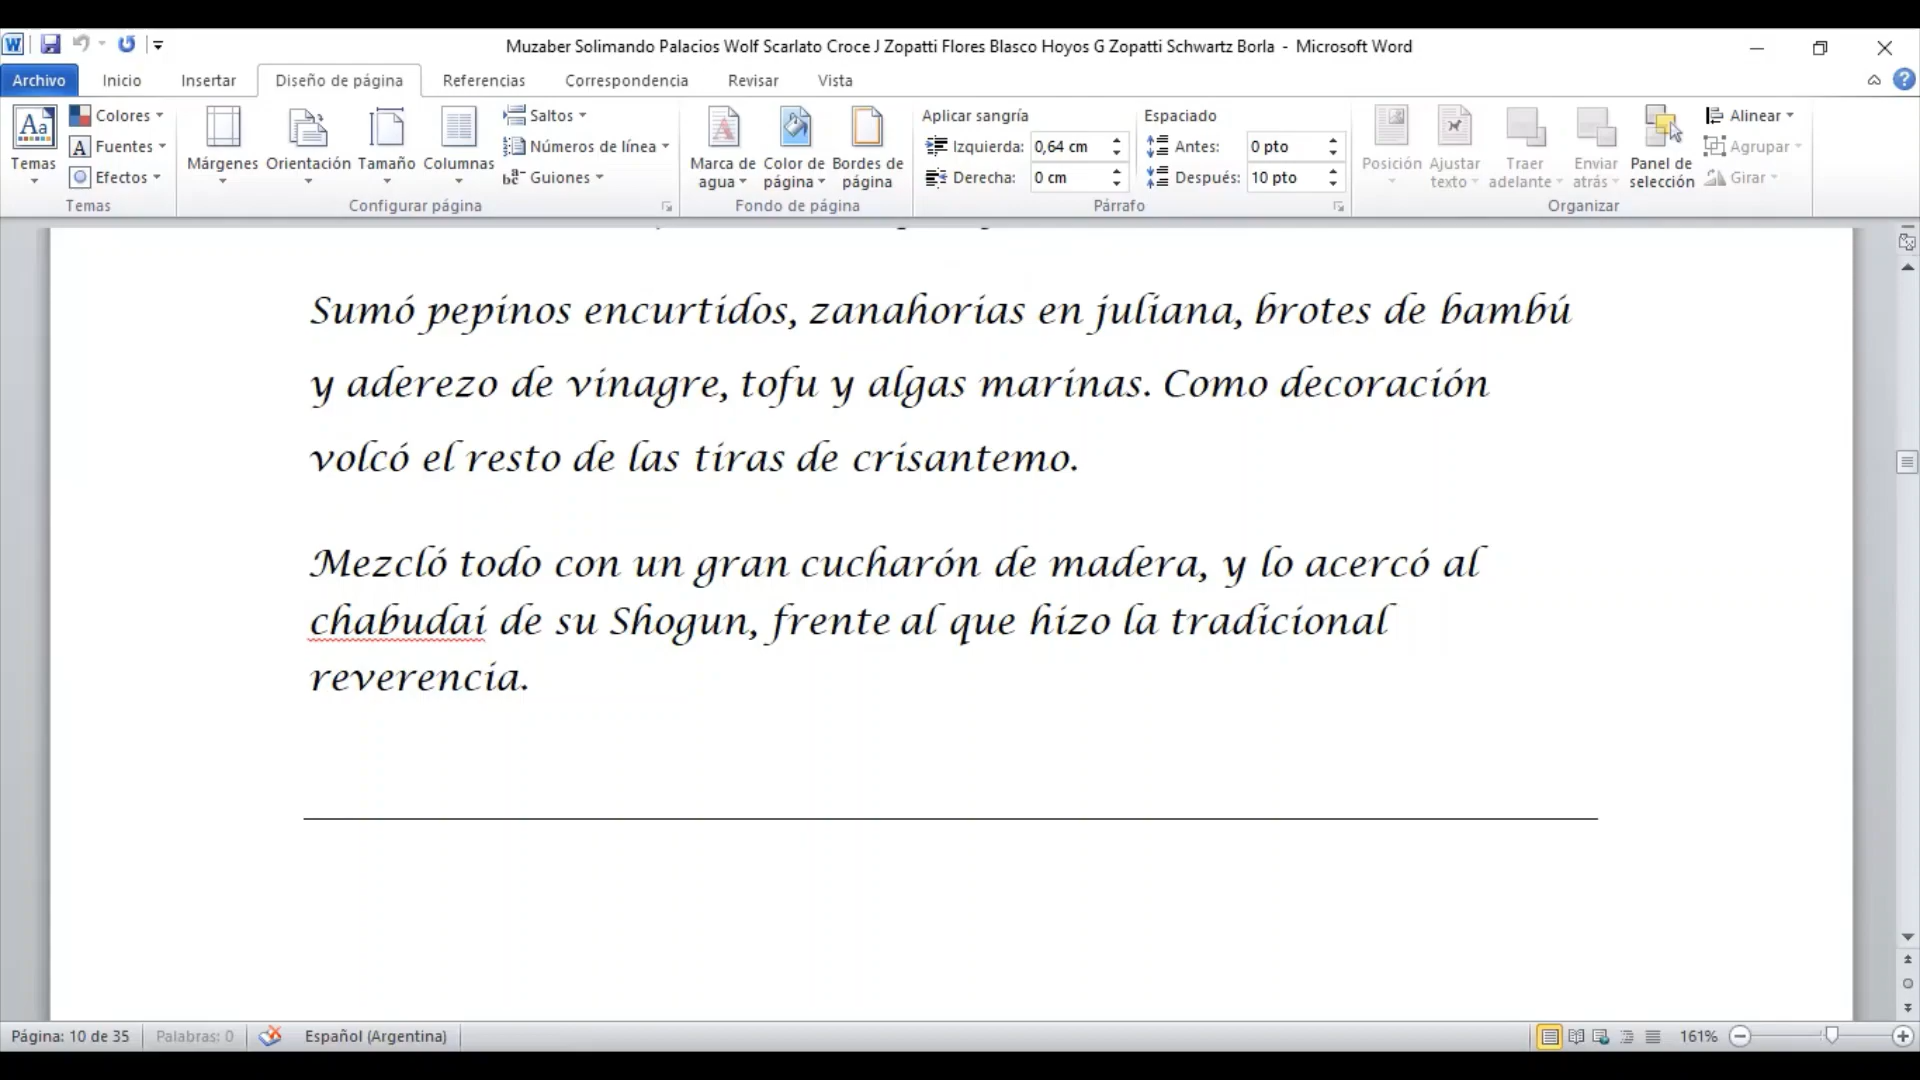 Muzaber Solimando Palacios Wolf Scarlato Croce J Zopatti Flores Blasco Hoyos G Zopatti Schwartz Borla - Microsoft Word
Archivo Inicio Insertar Diseño de página Referencias Correspondencia Revisar Vista
Temas
Colores
Fuentes
Efectos
Temas
Márgenes Orientación Tamaño Columnas
Saltos
Números de línea
Guiones
Configurar página
Marca de agua
Color de página
Bordes de página
Fondo de página
Aplicar sangría
Izquierda: 0,64 cm
Derecha: 0 cm
Espaciado
Antes: 0 pto
Después: 10 pto
Párrafo
Posición
Ajustar texto
Traer adelante
Enviar atrás
Panel de selección
Alinear
Agrupar
Girar
Organizar
Sumó pepinos encurtidos, zanahorias en juliana, brotes de bambú
y aderezo de vinagre, tofu y algas marinas. Como decoración
volcó el resto de las tiras de crisantemo.
Mezcló todo con un gran cucharón de madera, y lo acercó al
chabudai de su Shogun, frente al que hizo la tradicional
reverencia.
Página: 10 de 35 Palabras: 0 Español (Argentina) 161%